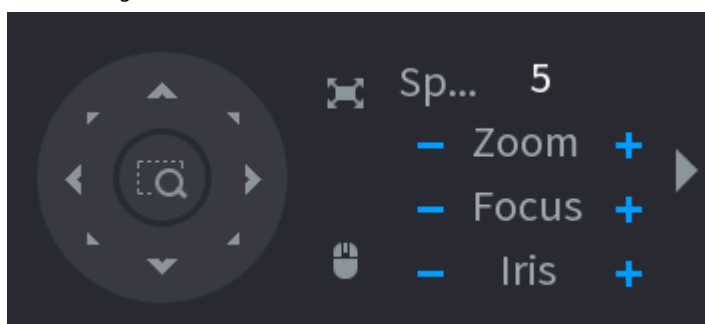 Sp... 5
– Zoom +
– Focus +
– Iris +